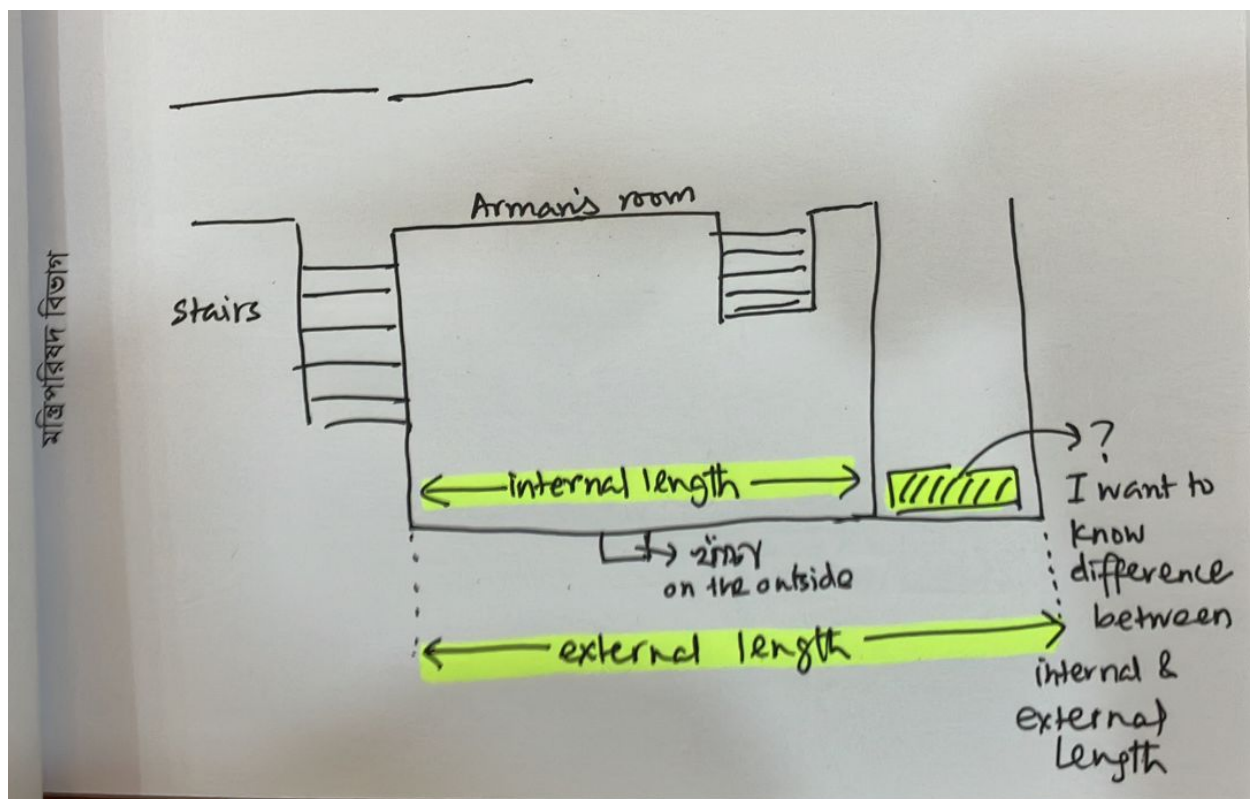 মন্ত্রিপরিষদ বিভাগ
Arman's room
stairs
internal length
?
I want to
know
difference
between
internal &
external
length
on the outside
external length